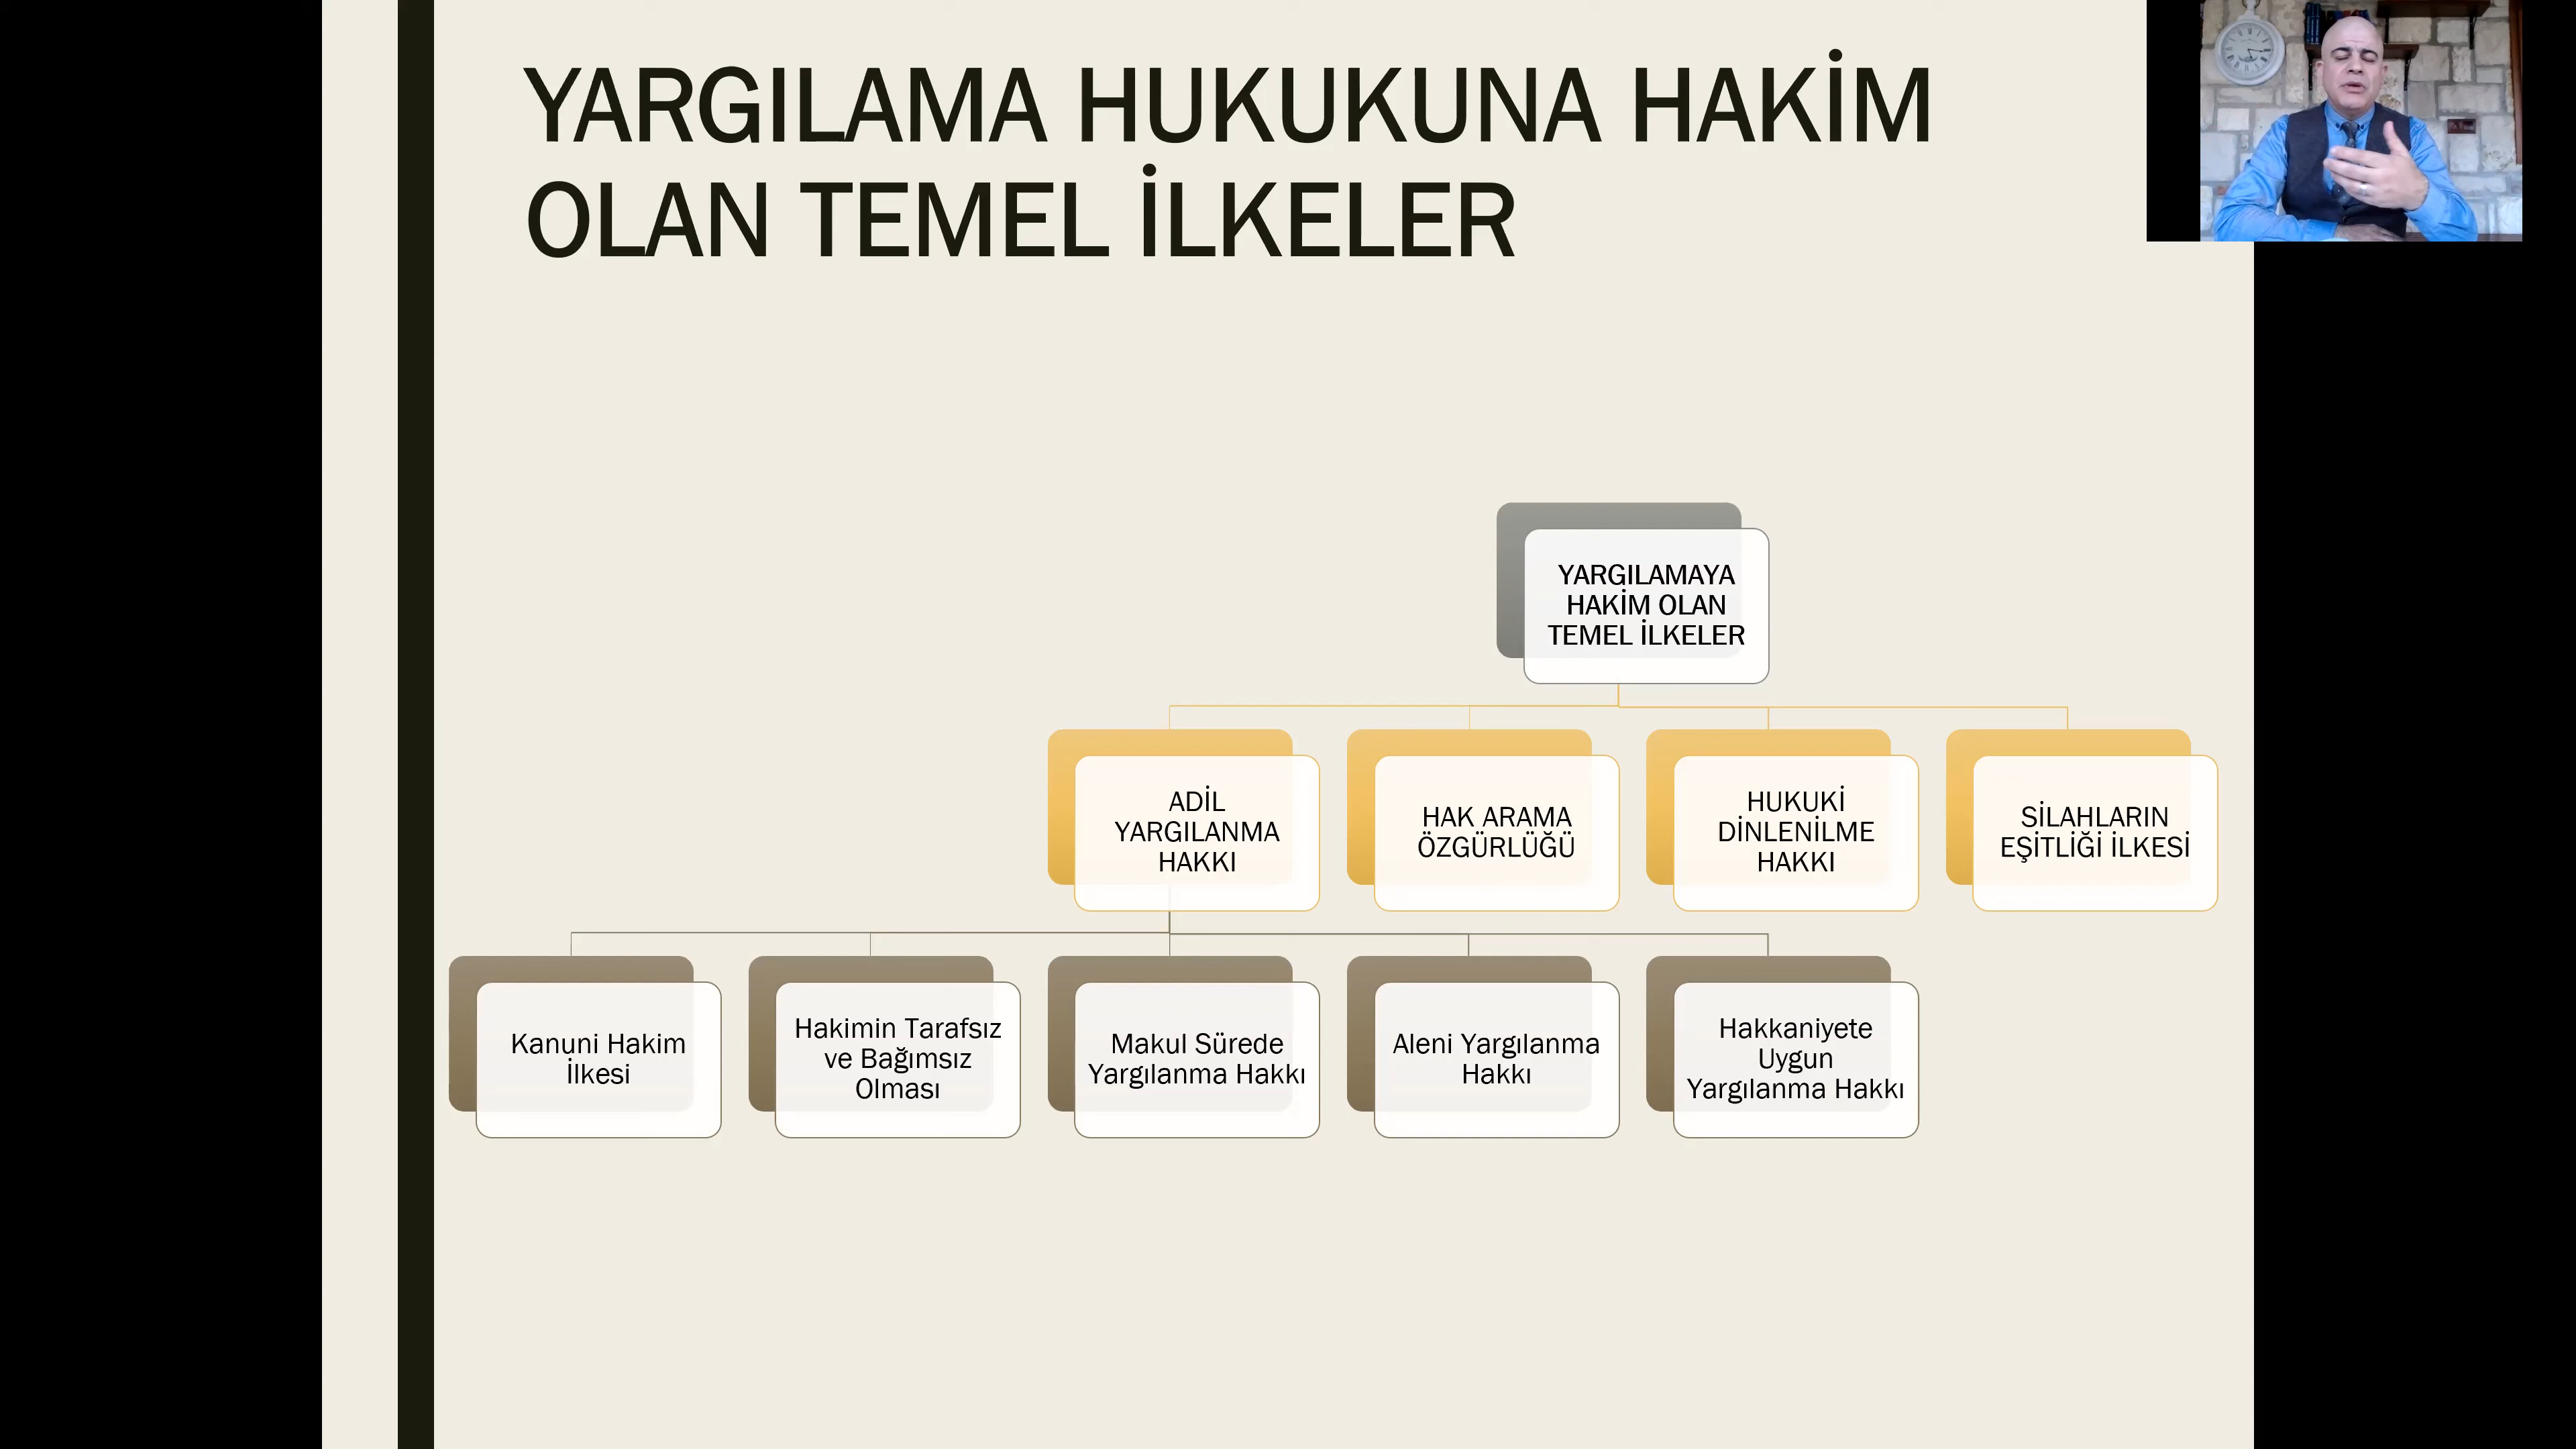 YARGILAMA HUKUKUNA HAKİM
OLAN TEMEL İLKELER
YARGILAMAYA
HAKİM OLAN
TEMEL İLKELER
ADİL
YARGILANMA
HAKKI
HAK ARAMA
ÖZGÜRLÜĞÜ
HUKUKİ
DİNLENİLME
HAKKI
SİLAHLARIN
EŞİTLİĞİ İLKESİ
Kanuni Hakim
İlkesi
Hakimin Tarafsız
ve Bağımsız
Olması
Makul Sürede
Yargılanma Hakkı
Aleni Yargılanma
Hakkı
Hakkaniyete
Uygun
Yargılanma Hakkı